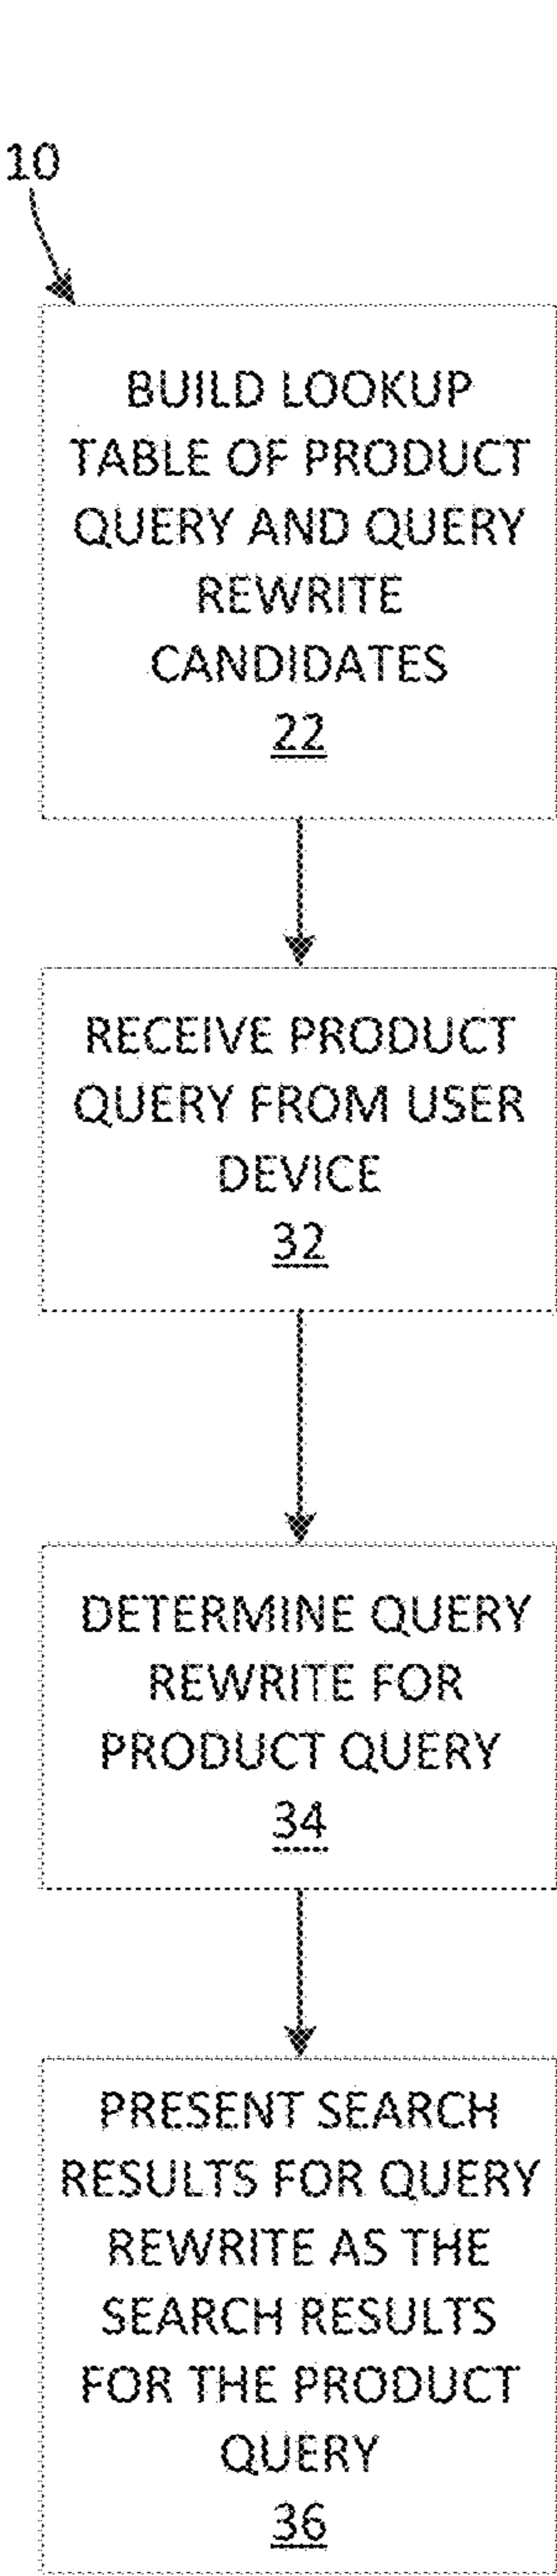 10
BUILD LOOKUP
TABLE OF PRODUCT
QUERY AND QUERY
REWRITE
CANDIDATES
22
RECEIVE PRODUCT
QUERY FROM USER
DEVICE
32
DETERMINE QUERY
REWRITE FOR
PRODUCT QUERY
34
PRESENT SEARCH
RESULTS FOR QUERY
REWRITE AS THE
SEARCH RESULTS
FOR THE PRODUCT
QUERY
36